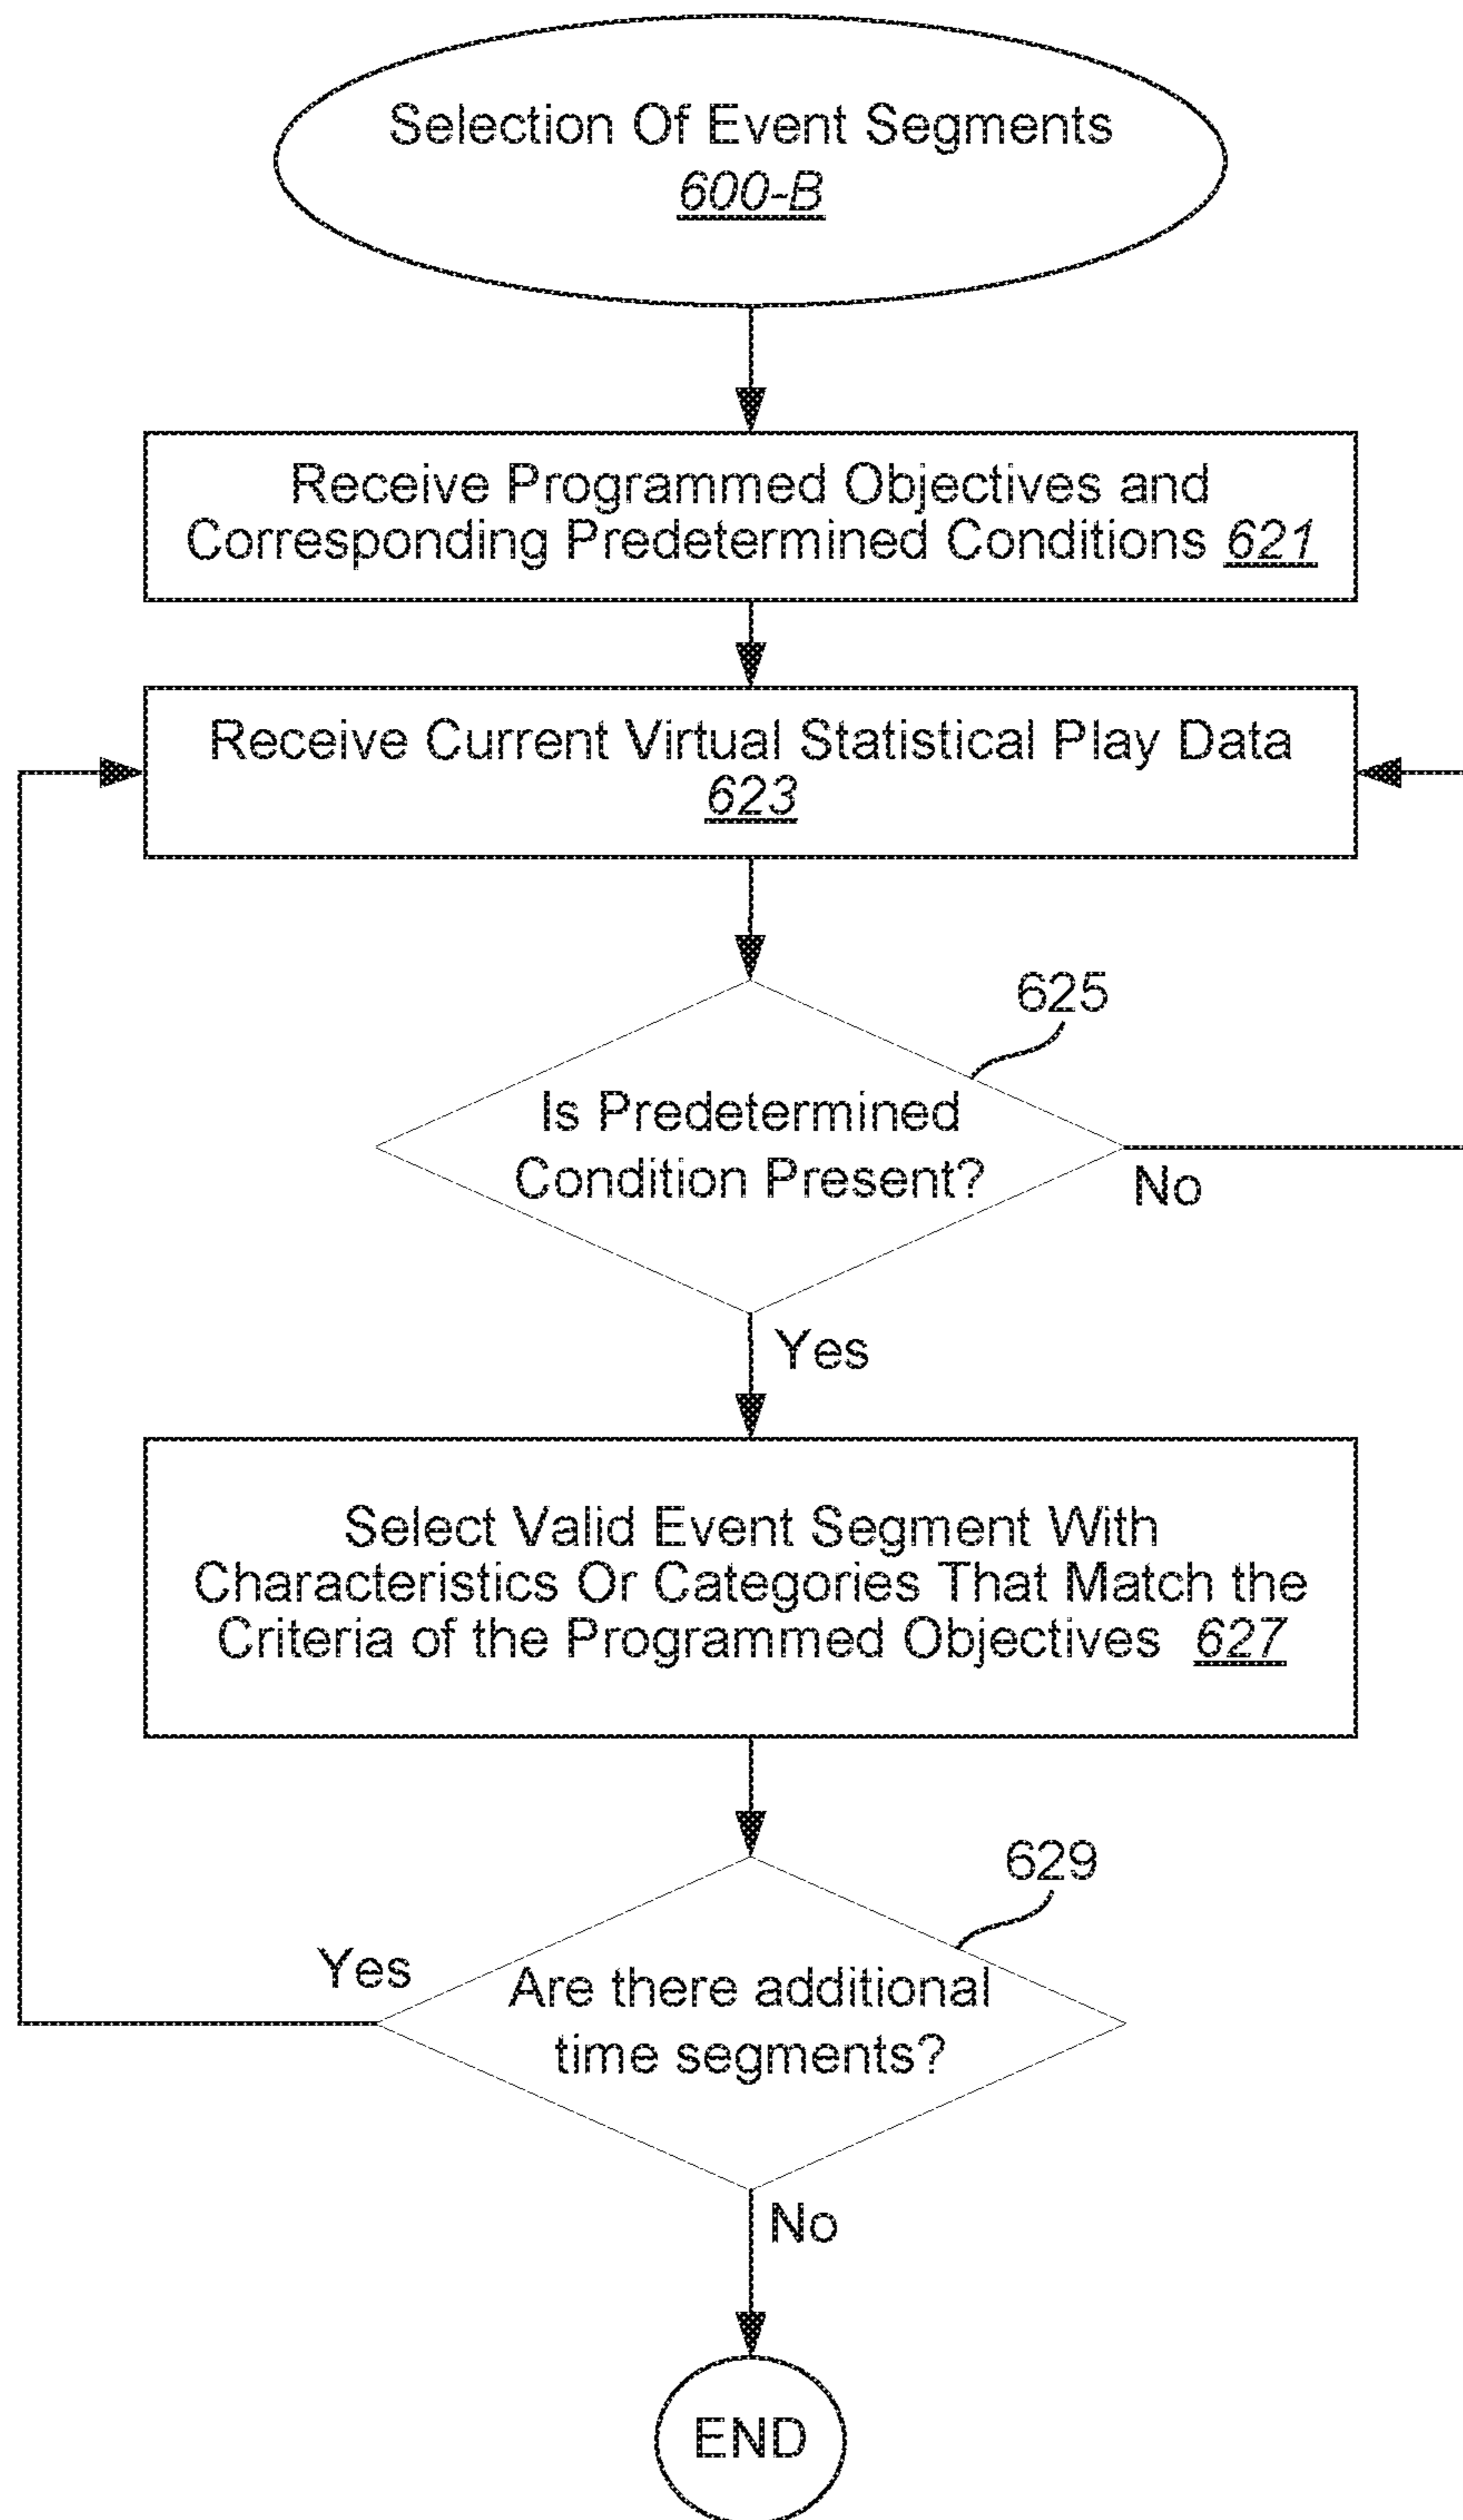 Selection Of Event Segments
600-B
Receive Programmed Objectives and
Corresponding Predetermined Conditions 621
Receive Current Virtual Statistical Play Data
623
625
Is Predetermined
Condition Present?
No
Yes
Select Valid Event Segment With
Characteristics Or Categories That Match the
Criteria of the Programmed Objectives 627
629
Yes
Are there additional
time segments?
No
END